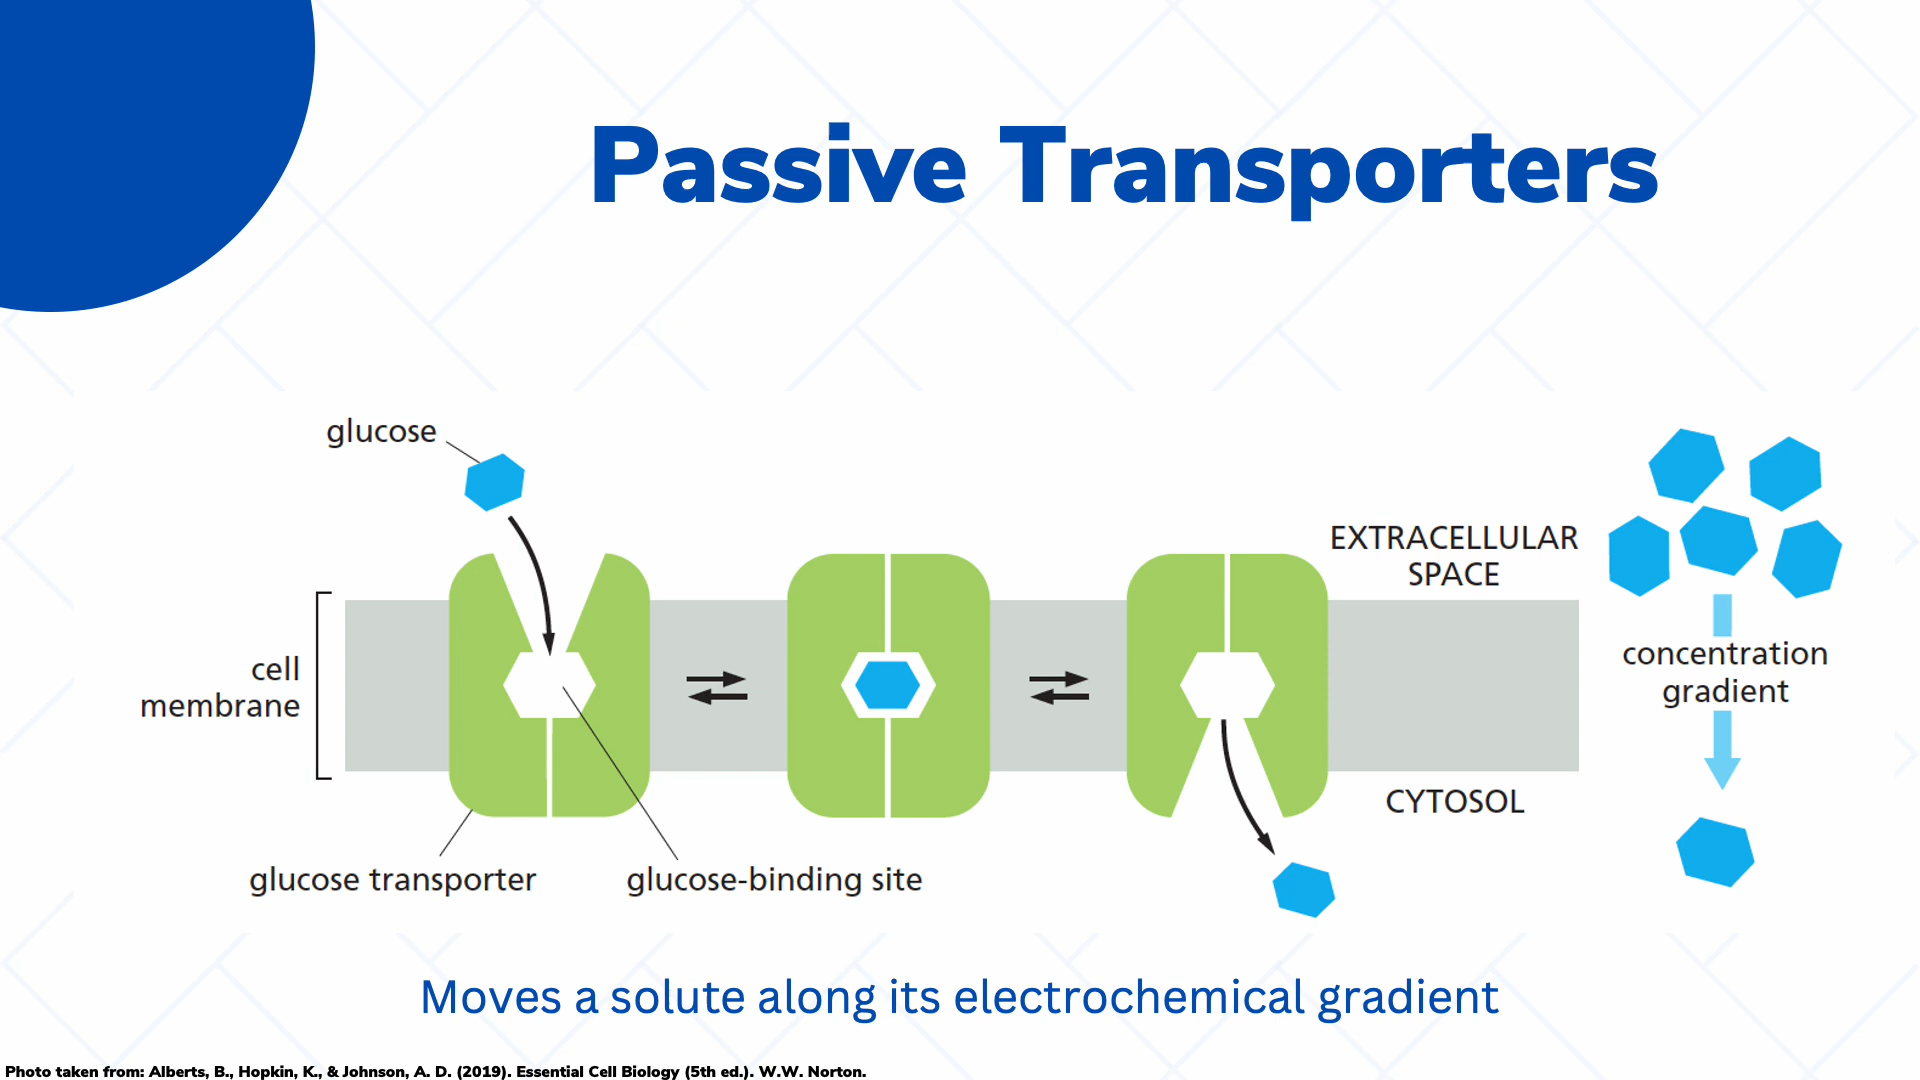 Passive Transporters
glucose
EXTRACELLULAR
SPACE
cell
membrane
concentration
gradient
CYTOSOL
glucose transporter
glucose-binding site
Moves a solute along its electrochemical gradient
Photo taken from: Alberts, B., Hopkin, K., & Johnson, A. D. (2019). Essential Cell Biology (5th ed.). W.W. Norton.